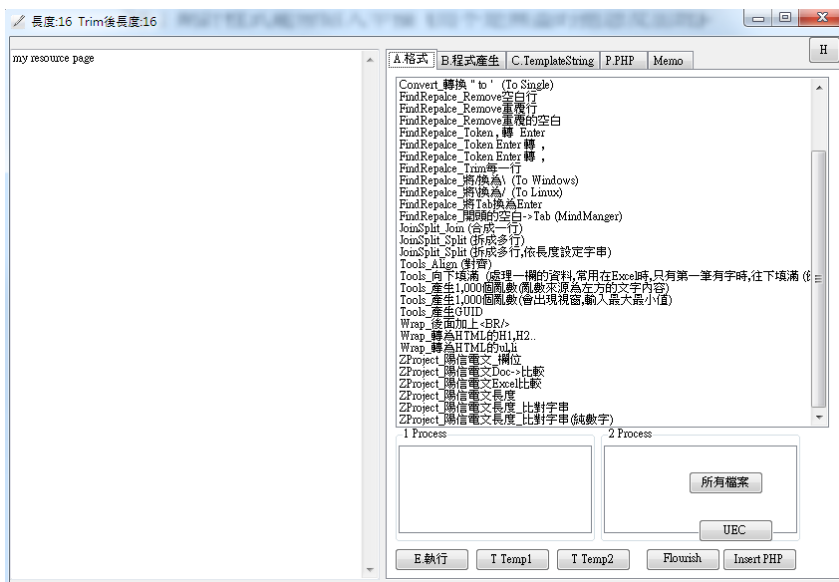 長度:16 Trim後長度:16
H
my resource page
A.格式 B.程式產生 C.TemplateString P.PHP Memo
Convert_轉換 " to ' (To Single)
FindRepalce_Remove空白行
FindRepalce_Remove重覆行
FindRepalce_Remove重覆的空白
FindRepalce_Token , 轉 Enter
FindRepalce_Token Enter 轉 ,
FindRepalce_Token Enter 轉 ,
FindRepalce_Trim每一行
FindRepalce_將/換為\ (To Windows)
FindRepalce_將\換為/ (To Linux)
FindRepalce_將Tab換為Enter
FindRepalce_開頭的空白->Tab (MindManger)
JoinSplit_Join (合成一行)
JoinSplit_Split (拆成多行)
JoinSplit_Split (拆成多行,依長度設定字串)
Tools_Align (對齊)
Tools_向下填滿 (處理一欄的資料,常用在Excel時,只有第一筆有字時,往下填滿
Tools_產生1,000個亂數(亂數來源為左方的文字內容)
Tools_產生1,000個亂數(會出現視窗,輸入最大最小值)
Tools_產生GUID
Wrap_後面加上<BR/>
Wrap_轉為HTML的H1,H2..
Wrap_轉為HTML的ul,li
ZProject_陽信電文_欄位
ZProject_陽信電文Doc->比較
ZProject_陽信電文Excel比較
ZProject_陽信電文長度
ZProject_陽信電文長度_比對字串
ZProject_陽信電文長度_比對字串(純數字)
1 Process 2 Process
所有檔案
UEC
E.執行 T Temp1 T Temp2 Flourish Insert PHP